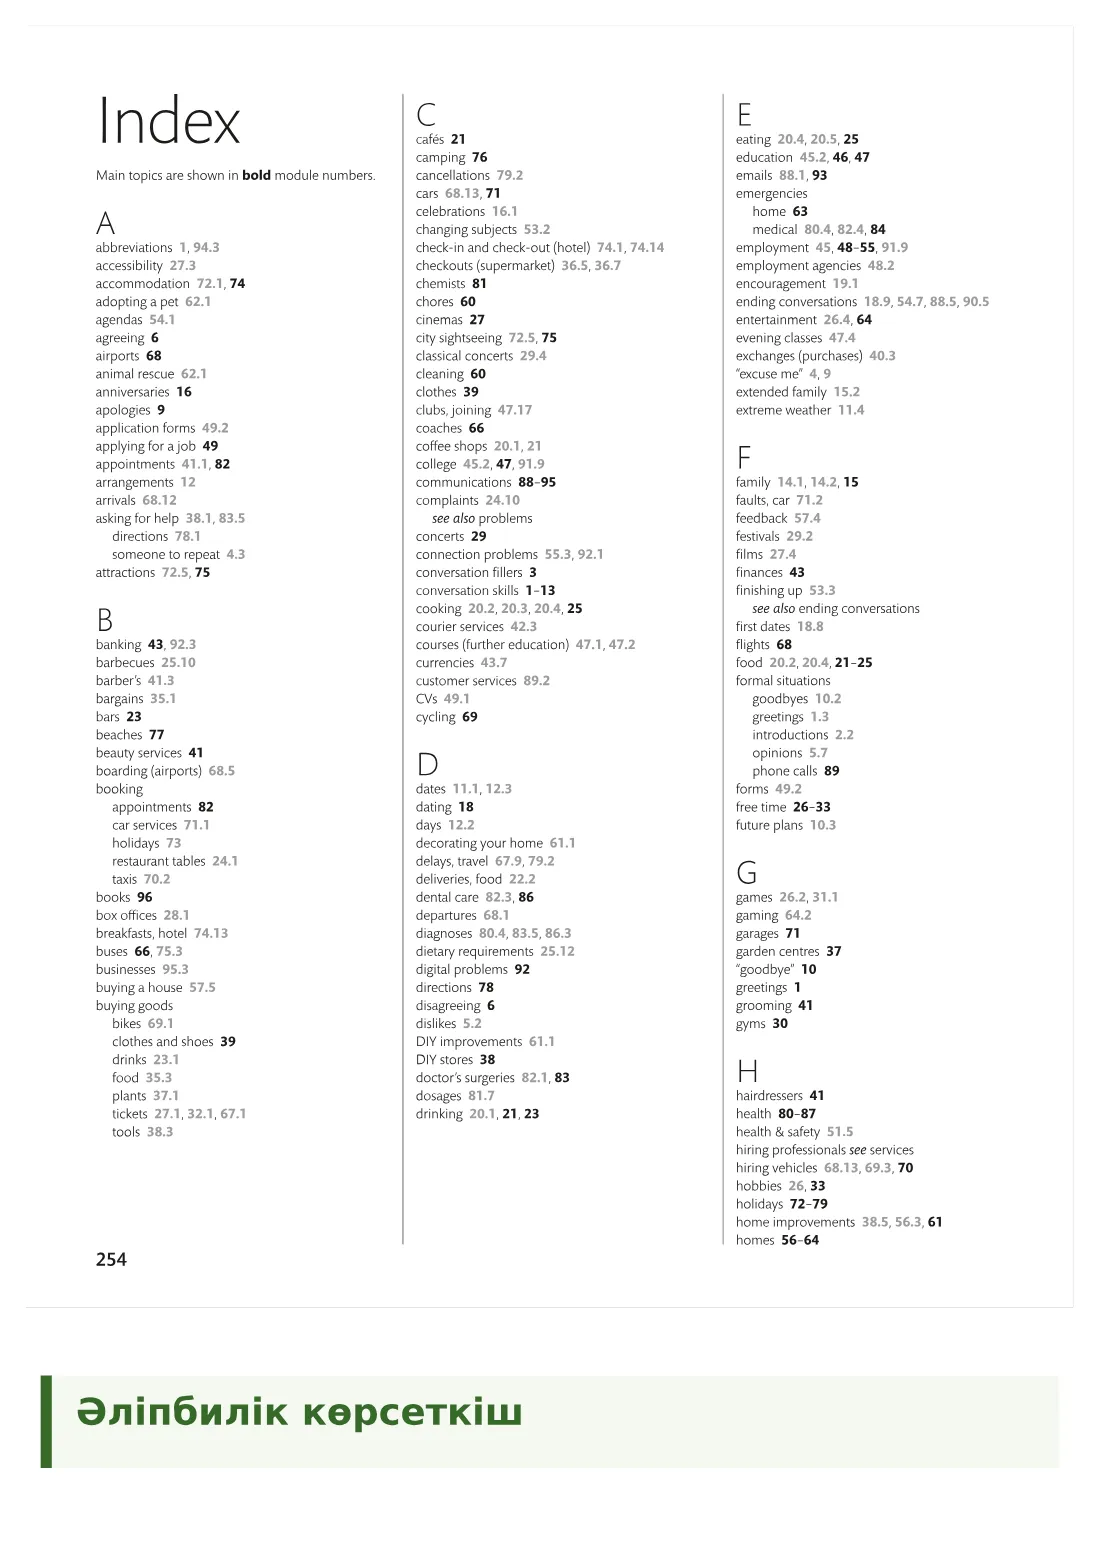 Index
Main topics are shown in bold module numbers.
A
abbreviations 1, 94.3
accessibility 27.3
accommodation 72.1, 74
adopting a pet 62.1
agendas 54.1
agreeing 6
airports 68
animal rescue 62.1
anniversaries 16
apologies 9
application forms 49.2
applying for a job 49
appointments 41.1, 82
arrangements 12
arrivals 68.12
asking for help 38.1, 83.5
directions 78.1
someone to repeat 4.3
attractions 72.5, 75
B
banking 43, 92.3
barbecues 25.10
barber’s 41.3
bargains 35.1
bars 23
beaches 77
beauty services 41
boarding (airports) 68.5
booking
appointments 82
car services 71.1
holidays 73
restaurant tables 24.1
taxis 70.2
books 96
box offices 28.1
breakfasts, hotel 74.13
buses 66, 75.3
businesses 95.3
buying a house 57.5
buying goods
bikes 69.1
clothes and shoes 39
drinks 23.1
food 35.3
plants 37.1
tickets 27.1, 32.1, 67.1
tools 38.3
C
cafés 21
camping 76
cancellations 79.2
cars 68.13, 71
celebrations 16.1
changing subjects 53.2
check-in and check-out (hotel) 74.1, 74.14
checkouts (supermarket) 36.5, 36.7
chemists 81
chores 60
cinemas 27
city sightseeing 72.5, 75
classical concerts 29.4
cleaning 60
clothes 39
clubs, joining 47.17
coaches 66
coffee shops 20.1, 21
college 45.2, 47, 91.9
communications 88–95
complaints 24.10
see also problems
concerts 29
connection problems 55.3, 92.1
conversation fillers 3
conversation skills 1–13
cooking 20.2, 20.3, 20.4, 25
courier services 42.3
courses (further education) 47.1, 47.2
currencies 43.7
customer services 89.2
CVs 49.1
cycling 69
D
dates 11.1, 12.3
dating 18
days 12.2
decorating your home 61.1
delays, travel 67.9, 79.2
deliveries, food 22.2
dental care 82.3, 86
departures 68.1
diagnoses 80.4, 83.5, 86.3
dietary requirements 25.12
digital problems 92
directions 78
disagreeing 6
dislikes 5.2
DIY improvements 61.1
DIY stores 38
doctor’s surgeries 82.1, 83
dosages 81.7
drinking 20.1, 21, 23
E
eating 20.4, 20.5, 25
education 45.2, 46, 47
emails 88.1, 93
emergencies
home 63
medical 80.4, 82.4, 84
employment 45, 48–55, 91.9
employment agencies 48.2
encouragement 19.1
ending conversations 18.9, 54.7, 88.5, 90.5
entertainment 26.4, 64
evening classes 47.4
exchanges (purchases) 40.3
“excuse me” 4, 9
extended family 15.2
extreme weather 11.4
F
family 14.1, 14.2, 15
faults, car 71.2
feedback 57.4
festivals 29.2
films 27.4
finances 43
finishing up 53.3
see also ending conversations
first dates 18.8
flights 68
food 20.2, 20.4, 21–25
formal situations
goodbyes 10.2
greetings 1.3
introductions 2.2
opinions 5.7
phone calls 89
forms 49.2
free time 26–33
future plans 10.3
G
games 26.2, 31.1
gaming 64.2
garages 71
garden centres 37
“goodbye” 10
greetings 1
grooming 41
gyms 30
H
hairdressers 41
health 80–87
health & safety 51.5
hiring professionals see services
hiring vehicles 68.13, 69.3, 70
hobbies 26, 33
holidays 72–79
home improvements 38.5, 56.3, 61
homes 56–64
254
Әліпбилік көрсеткіш